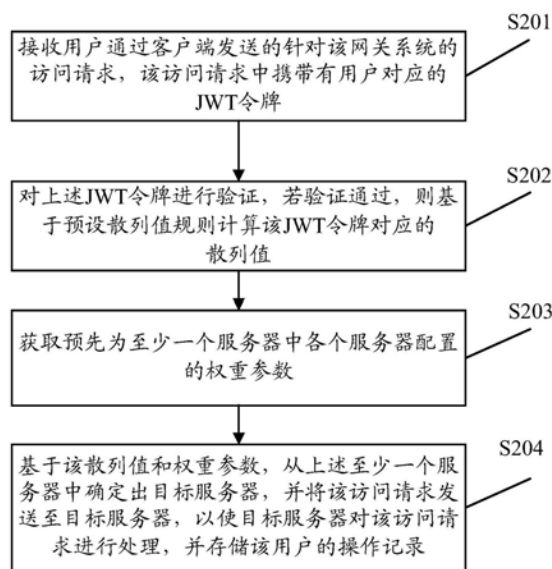 S201
接收用户通过客户端发送的针对该网关系统的
访问请求，该访问请求中携带有用户对应的
JWT令牌
S202
对上述JWT令牌进行验证，若验证通过，则基
于预设散列值规则计算该JWT令牌对应的
散列值
S203
获取预先为至少一个服务器中各个服务器配置
的权重参数
S204
基于该散列值和权重参数，从上述至少一个服
务器中确定出目标服务器，并将该访问请求发
送至目标服务器，以使目标服务器对该访问请
求进行处理，并存储该用户的操作记录